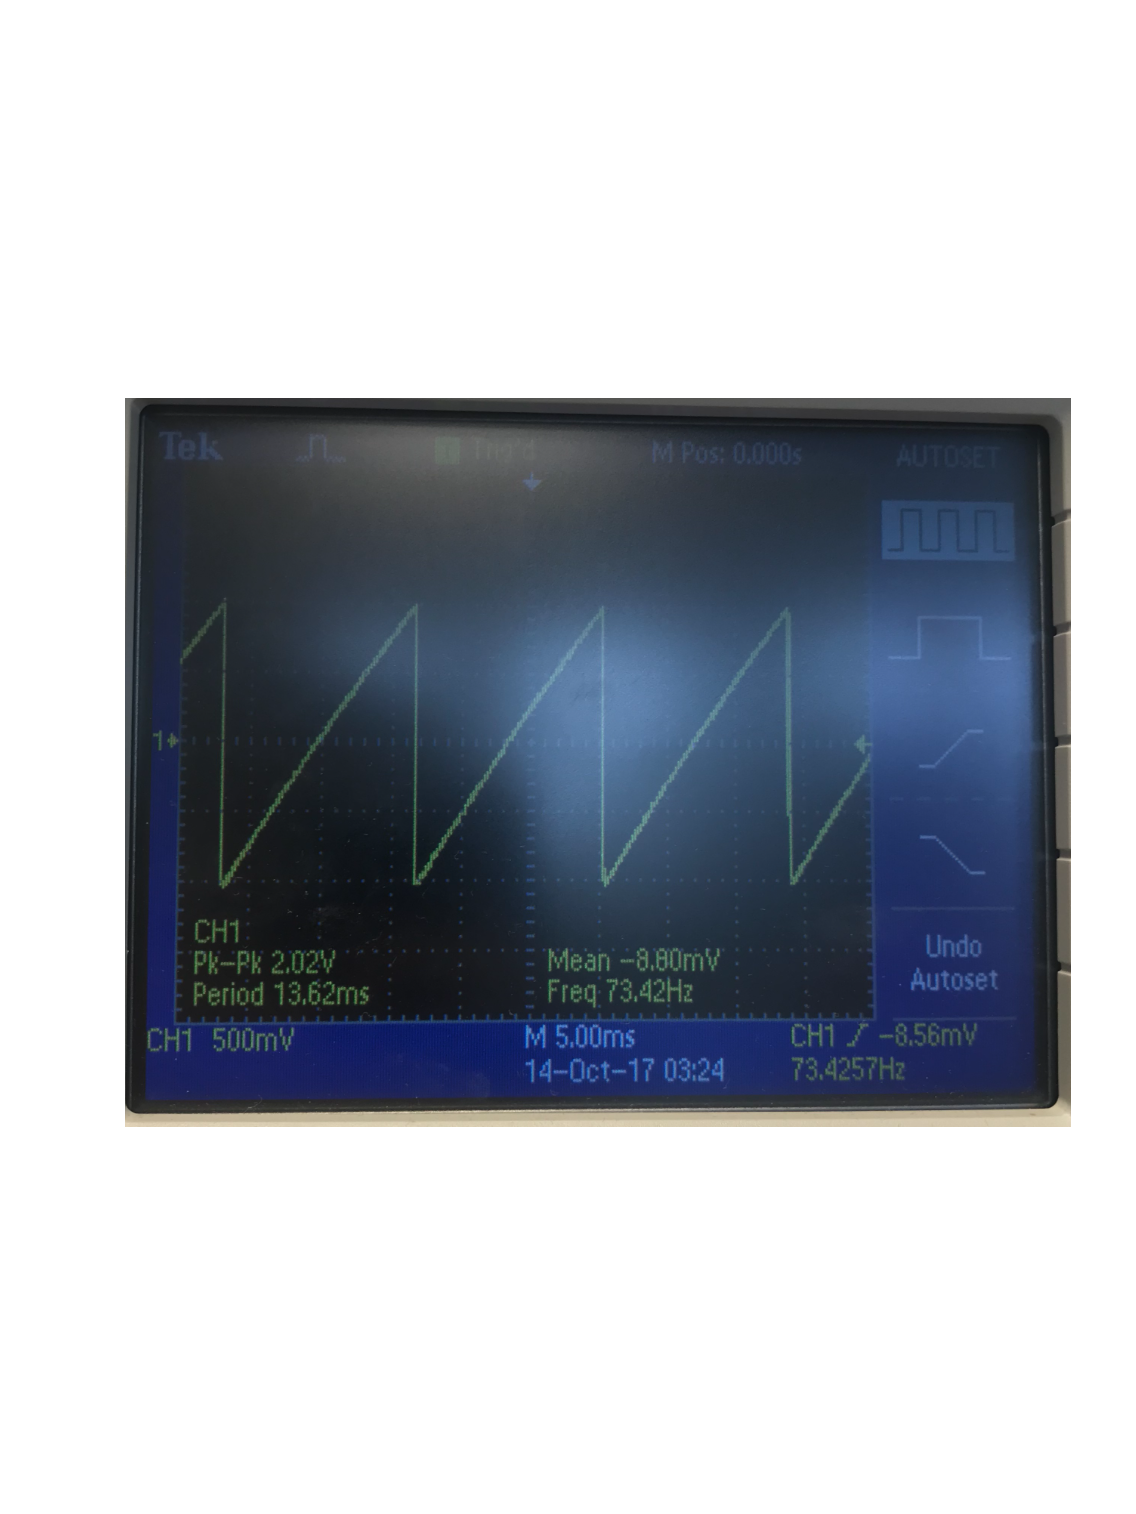 Tek Trig'd M Pos: 0.000s AUTOSET
1
CH1
Pk-Pk 2.02V Mean -8.80mV
Period 13.62ms Freq 73.42Hz
Undo
Autoset
CH1 500mV M 5.00ms CH1 -8.56mV
14-Oct-17 03:24 73.4257Hz